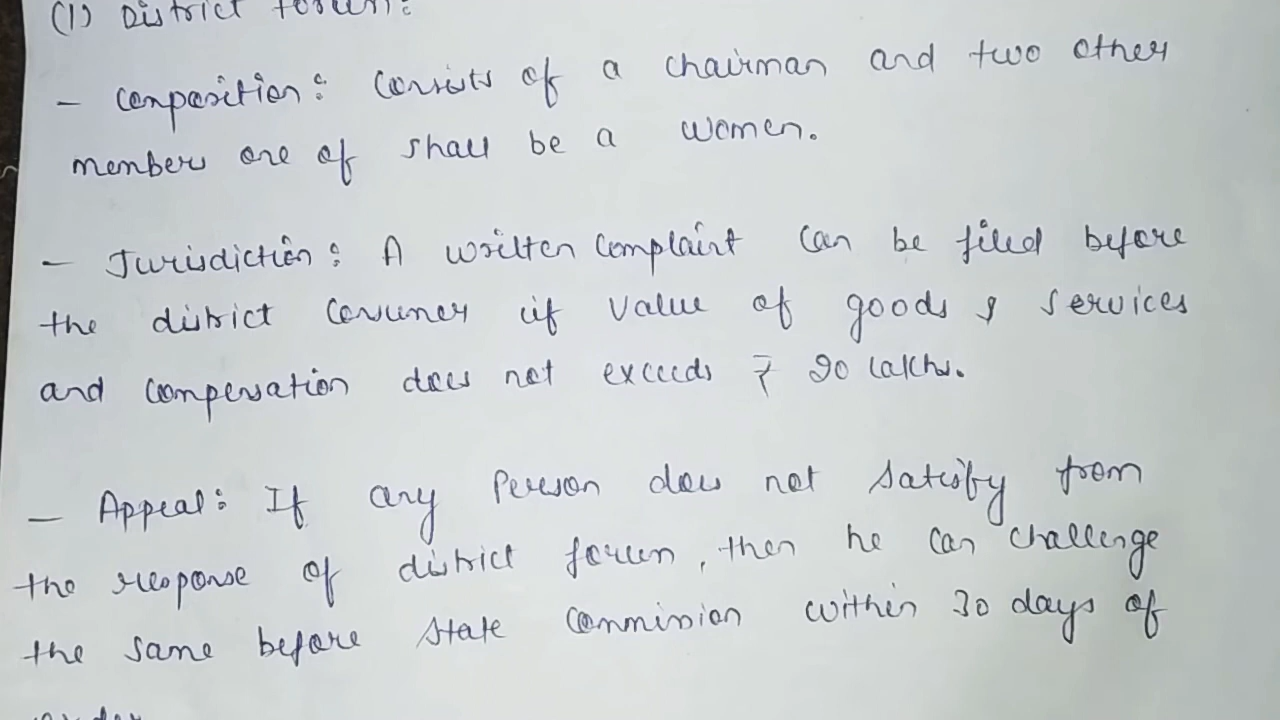 (1) District forum:
- Composition: Consists of a chairman and two other
members one of shall be a women.
- Jurisdiction: A written complaint can be filed before
the district consumer if value of goods & services
and compensation does not exceeds ₹ 20 lakhs.
- Appeal: If any person does not satisfy from
the response of district forum, then he can challenge
the same before state commission within 30 days of
order